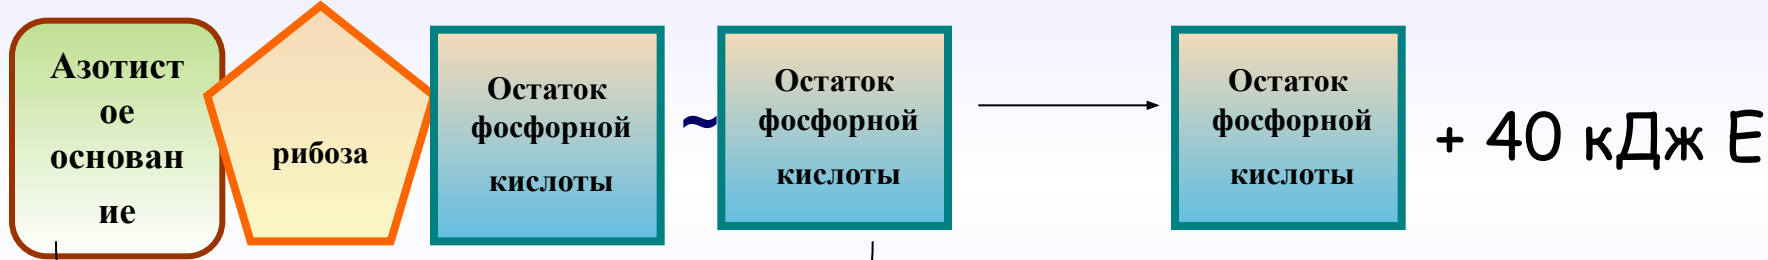 Азотист
ое
основан
ие
рибоза
Остаток
фосфорной
кислоты
~
Остаток
фосфорной
кислоты
Остаток
фосфорной
кислоты
+ 40 кДж Е